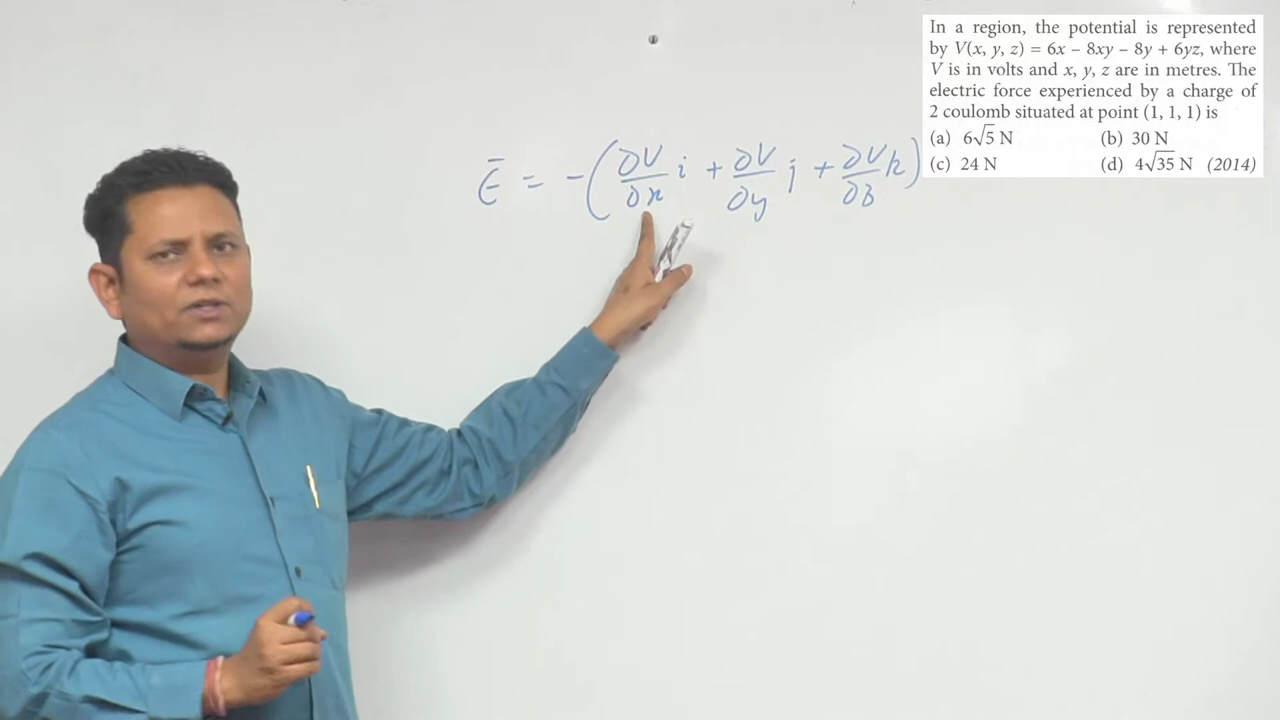 In a region, the potential is represented
by V(x, y, z) = 6x – 8xy – 8y + 6yz, where
V is in volts and x, y, z are in metres. The
electric force experienced by a charge of
2 coulomb situated at point (1, 1, 1) is
(a) 6√5 N (b) 30 N
(c) 24 N (d) 4√35 N (2014)
Ē = -(∂V/∂x i + ∂V/∂y j + ∂V/∂z k)